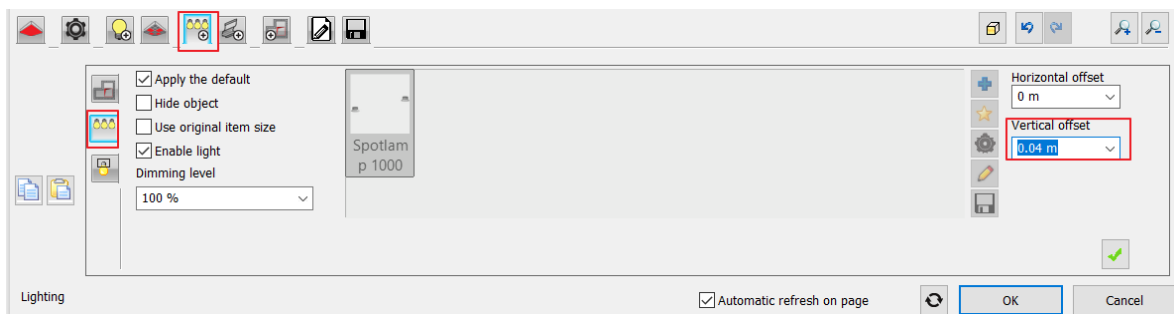 Apply the default
Hide object
Use original item size
Enable light
Dimming level
100 %
Spotlam
p 1000
Horizontal offset
0 m
Vertical offset
0.04 m
Lighting
Automatic refresh on page
OK
Cancel